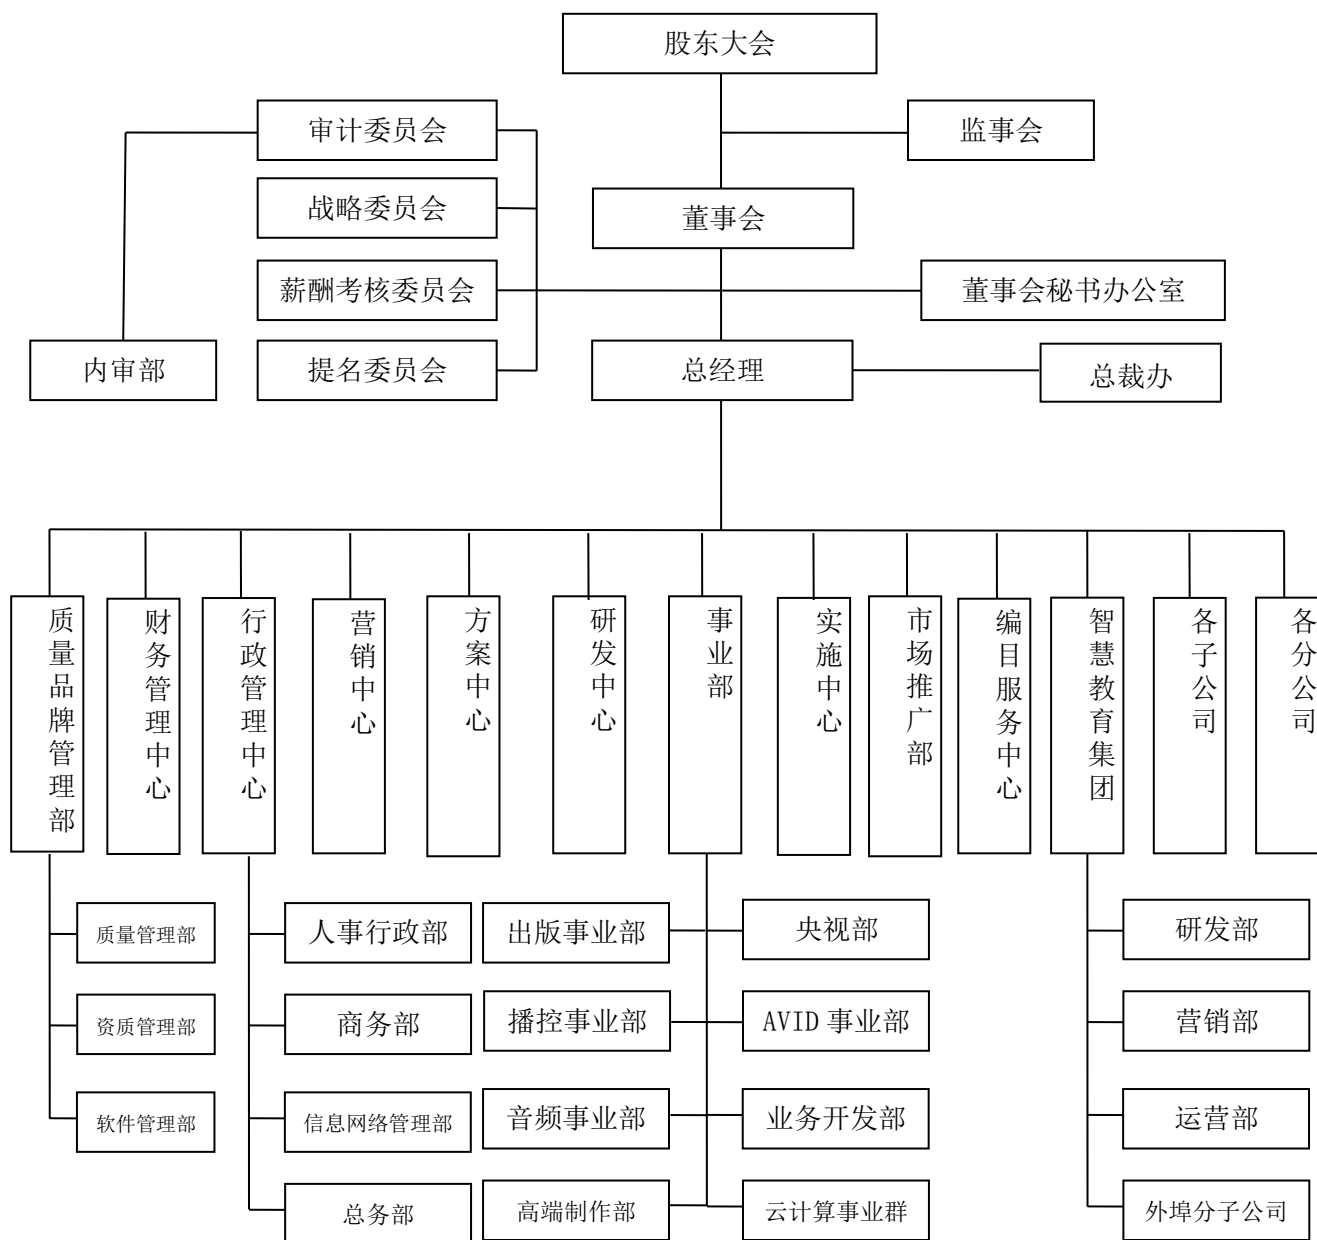 股东大会
审计委员会
监事会
战略委员会
董事会
薪酬考核委员会
董事会秘书办公室
内审部
提名委员会
总经理
总裁办
质量品牌管理部
财务管理中心
行政管理中心
营销中心
方案中心
研发中心
事业部
实施中心
市场推广部
编目服务中心
智慧教育集团
各子公司
各分公司
质量管理部
人事行政部
出版事业部
央视部
研发部
资质管理部
商务部
播控事业部
AVID 事业部
营销部
软件管理部
信息网络管理部
音频事业部
业务开发部
运营部
总务部
高端制作部
云计算事业群
外埠分子公司